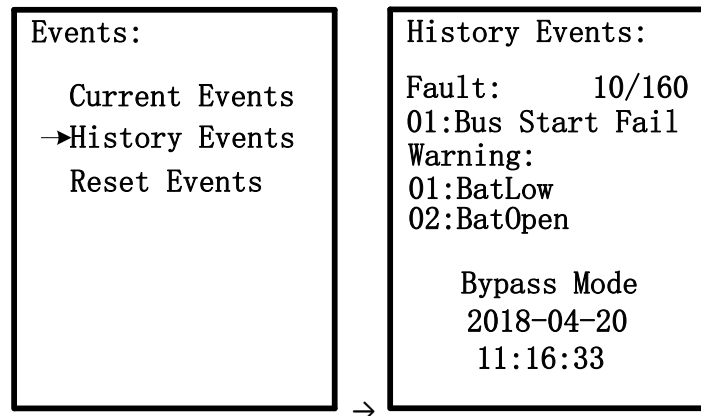 Events:
Current Events
→History Events
Reset Events
→
History Events:
Fault: 10/160
01:Bus Start Fail
Warning:
01:BatLow
02:BatOpen
Bypass Mode
2018-04-20
11:16:33